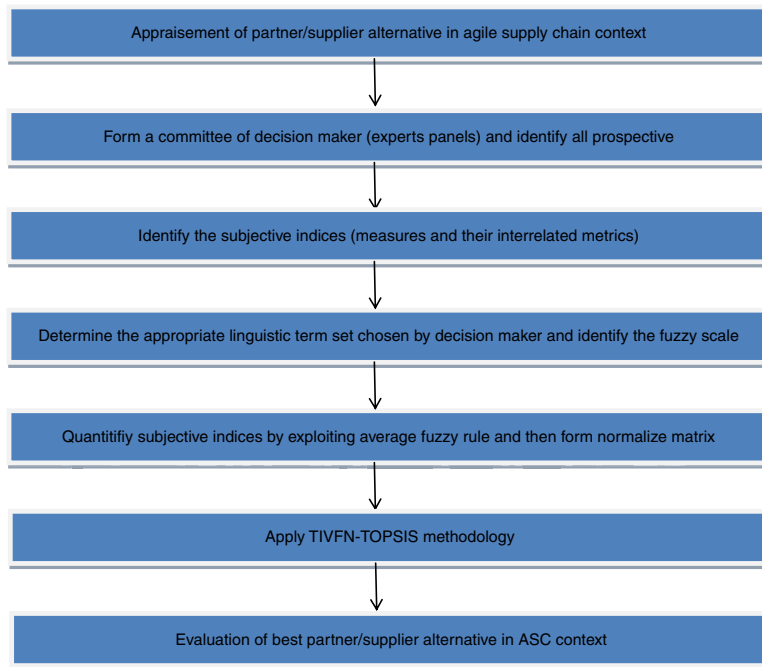 Appraisement of partner/supplier alternative in agile supply chain context
Form a committee of decision maker (experts panels) and identify all prospective
Identify the subjective indices (measures and their interrelated metrics)
Determine the appropriate linguistic term set chosen by decision maker and identify the fuzzy scale
Quantitifiy subjective indices by exploiting average fuzzy rule and then form normalize matrix
Apply TIVFN-TOPSIS methodology
Evaluation of best partner/supplier alternative in ASC context